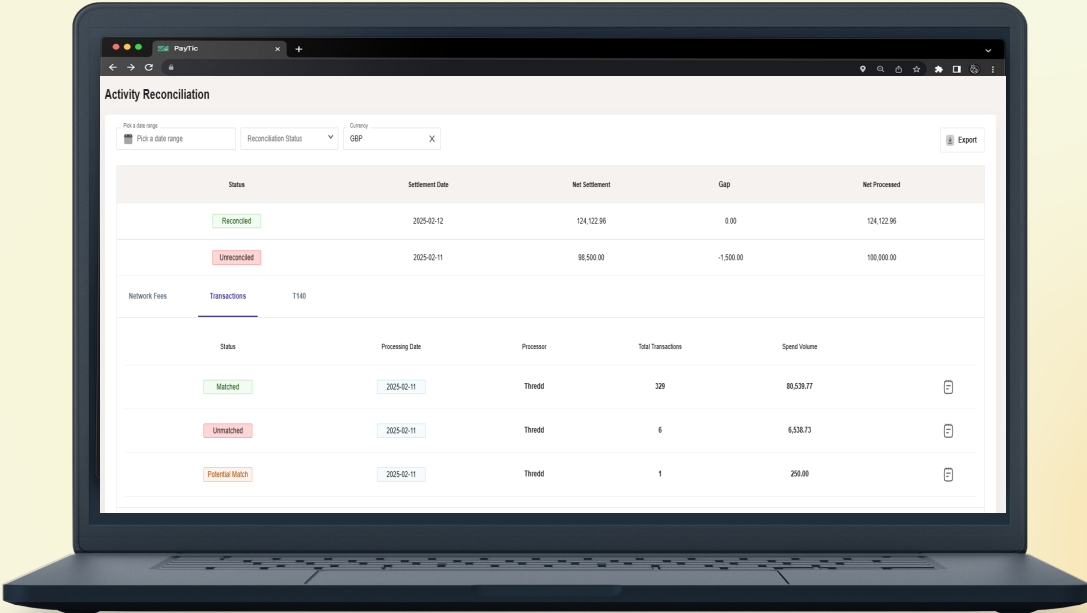 PayTic
Activity Reconciliation
Pick a date range
Pick a date range
Reconciliation Status
Currency
GBP
Export
Status Settlement Date Net Settlement Gap Net Processed
Reconciled 2025-02-12 124,122.96 0.00 124,122.96
Unreconciled 2025-02-11 98,500.00 -1,500.00 100,000.00
Network Fees Transactions T140
Status Processing Date Processor Total Transactions Spend Volume
Matched 2025-02-11 Thredd 329 80,539.77
Unmatched 2025-02-11 Thredd 6 6,538.73
Potential Match 2025-02-11 Thredd 1 250.00